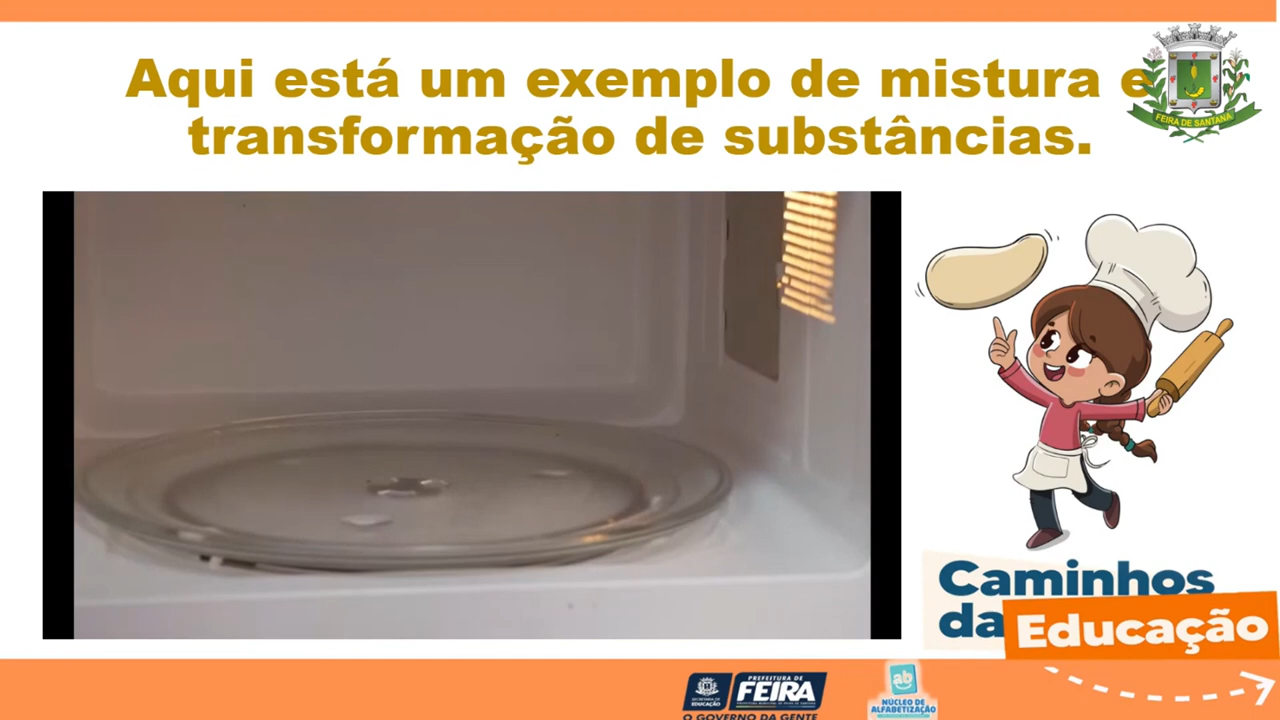 Aqui está um exemplo de mistura e
transformação de substâncias.
FEIRA DE SANTANA
Caminhos
da Educação
SECRETARIA DE
EDUCAÇÃO
PREFEITURA DE
FEIRA
O GOVERNO DA GENTE
ab
NÚCLEO DE
ALFABETIZAÇÃO